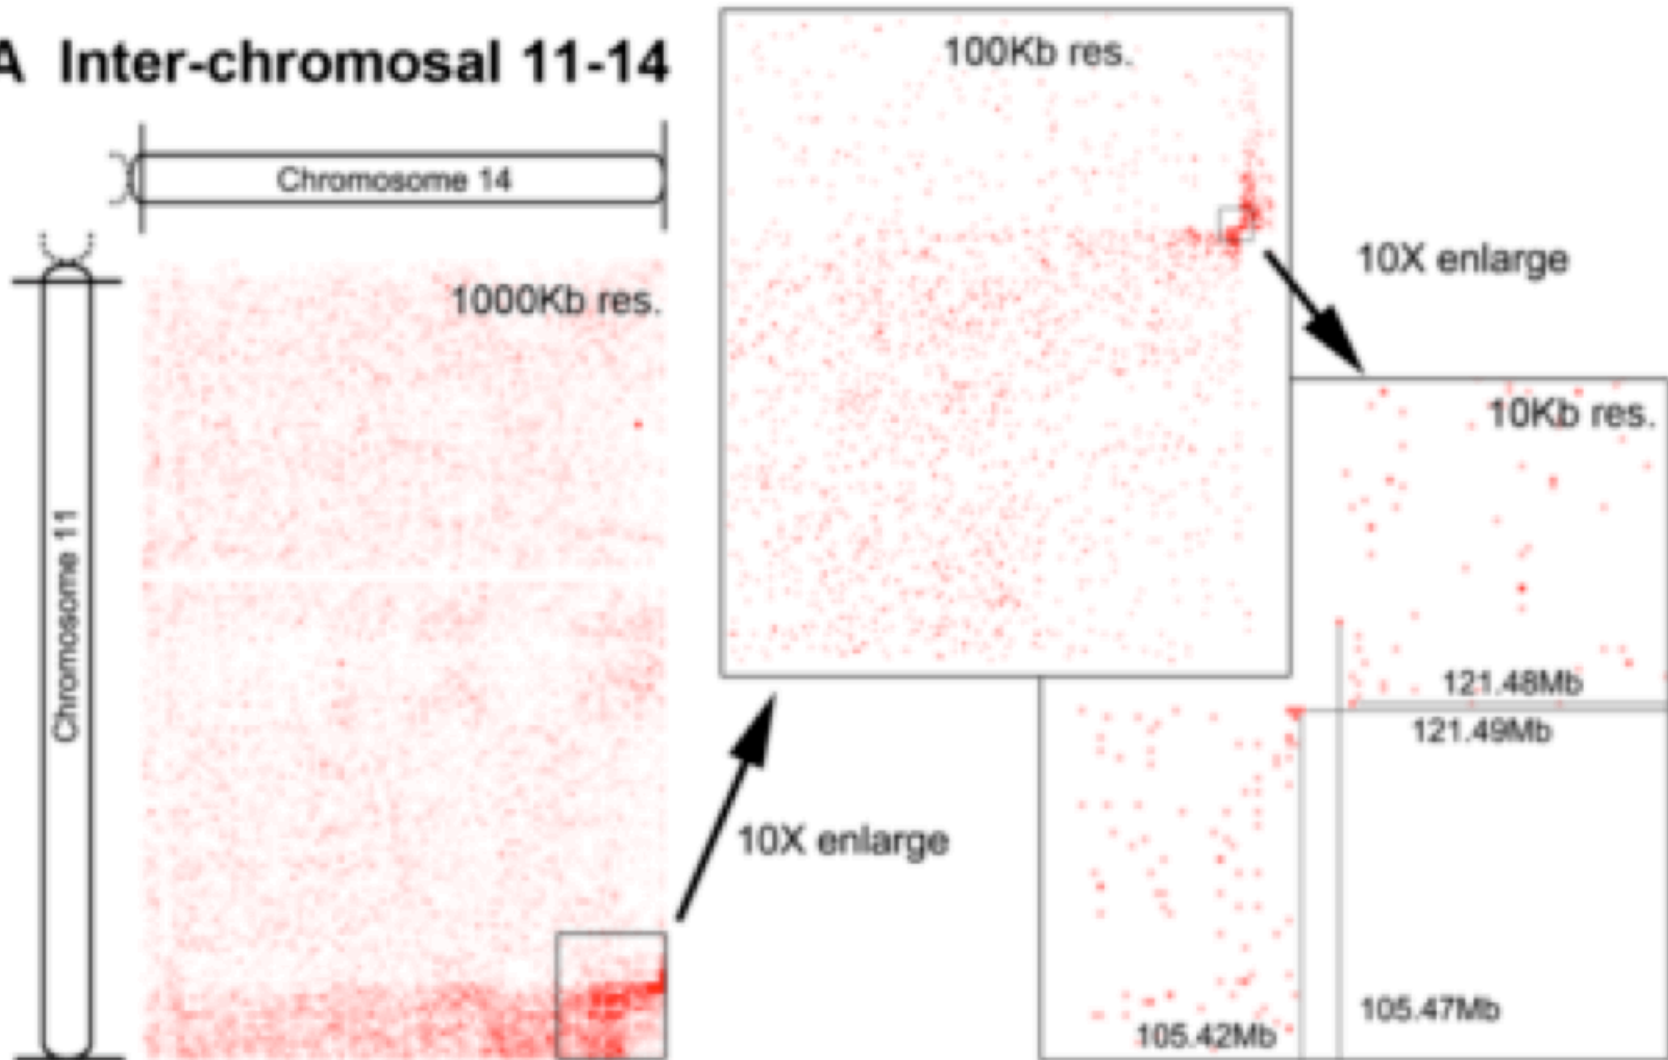 A Inter-chromosal 11-14
Chromosome 14
Chromosome 11
1000Kb res.
100Kb res.
10X enlarge
10X enlarge
10Kb res.
121.48Mb
121.49Mb
105.42Mb
105.47Mb